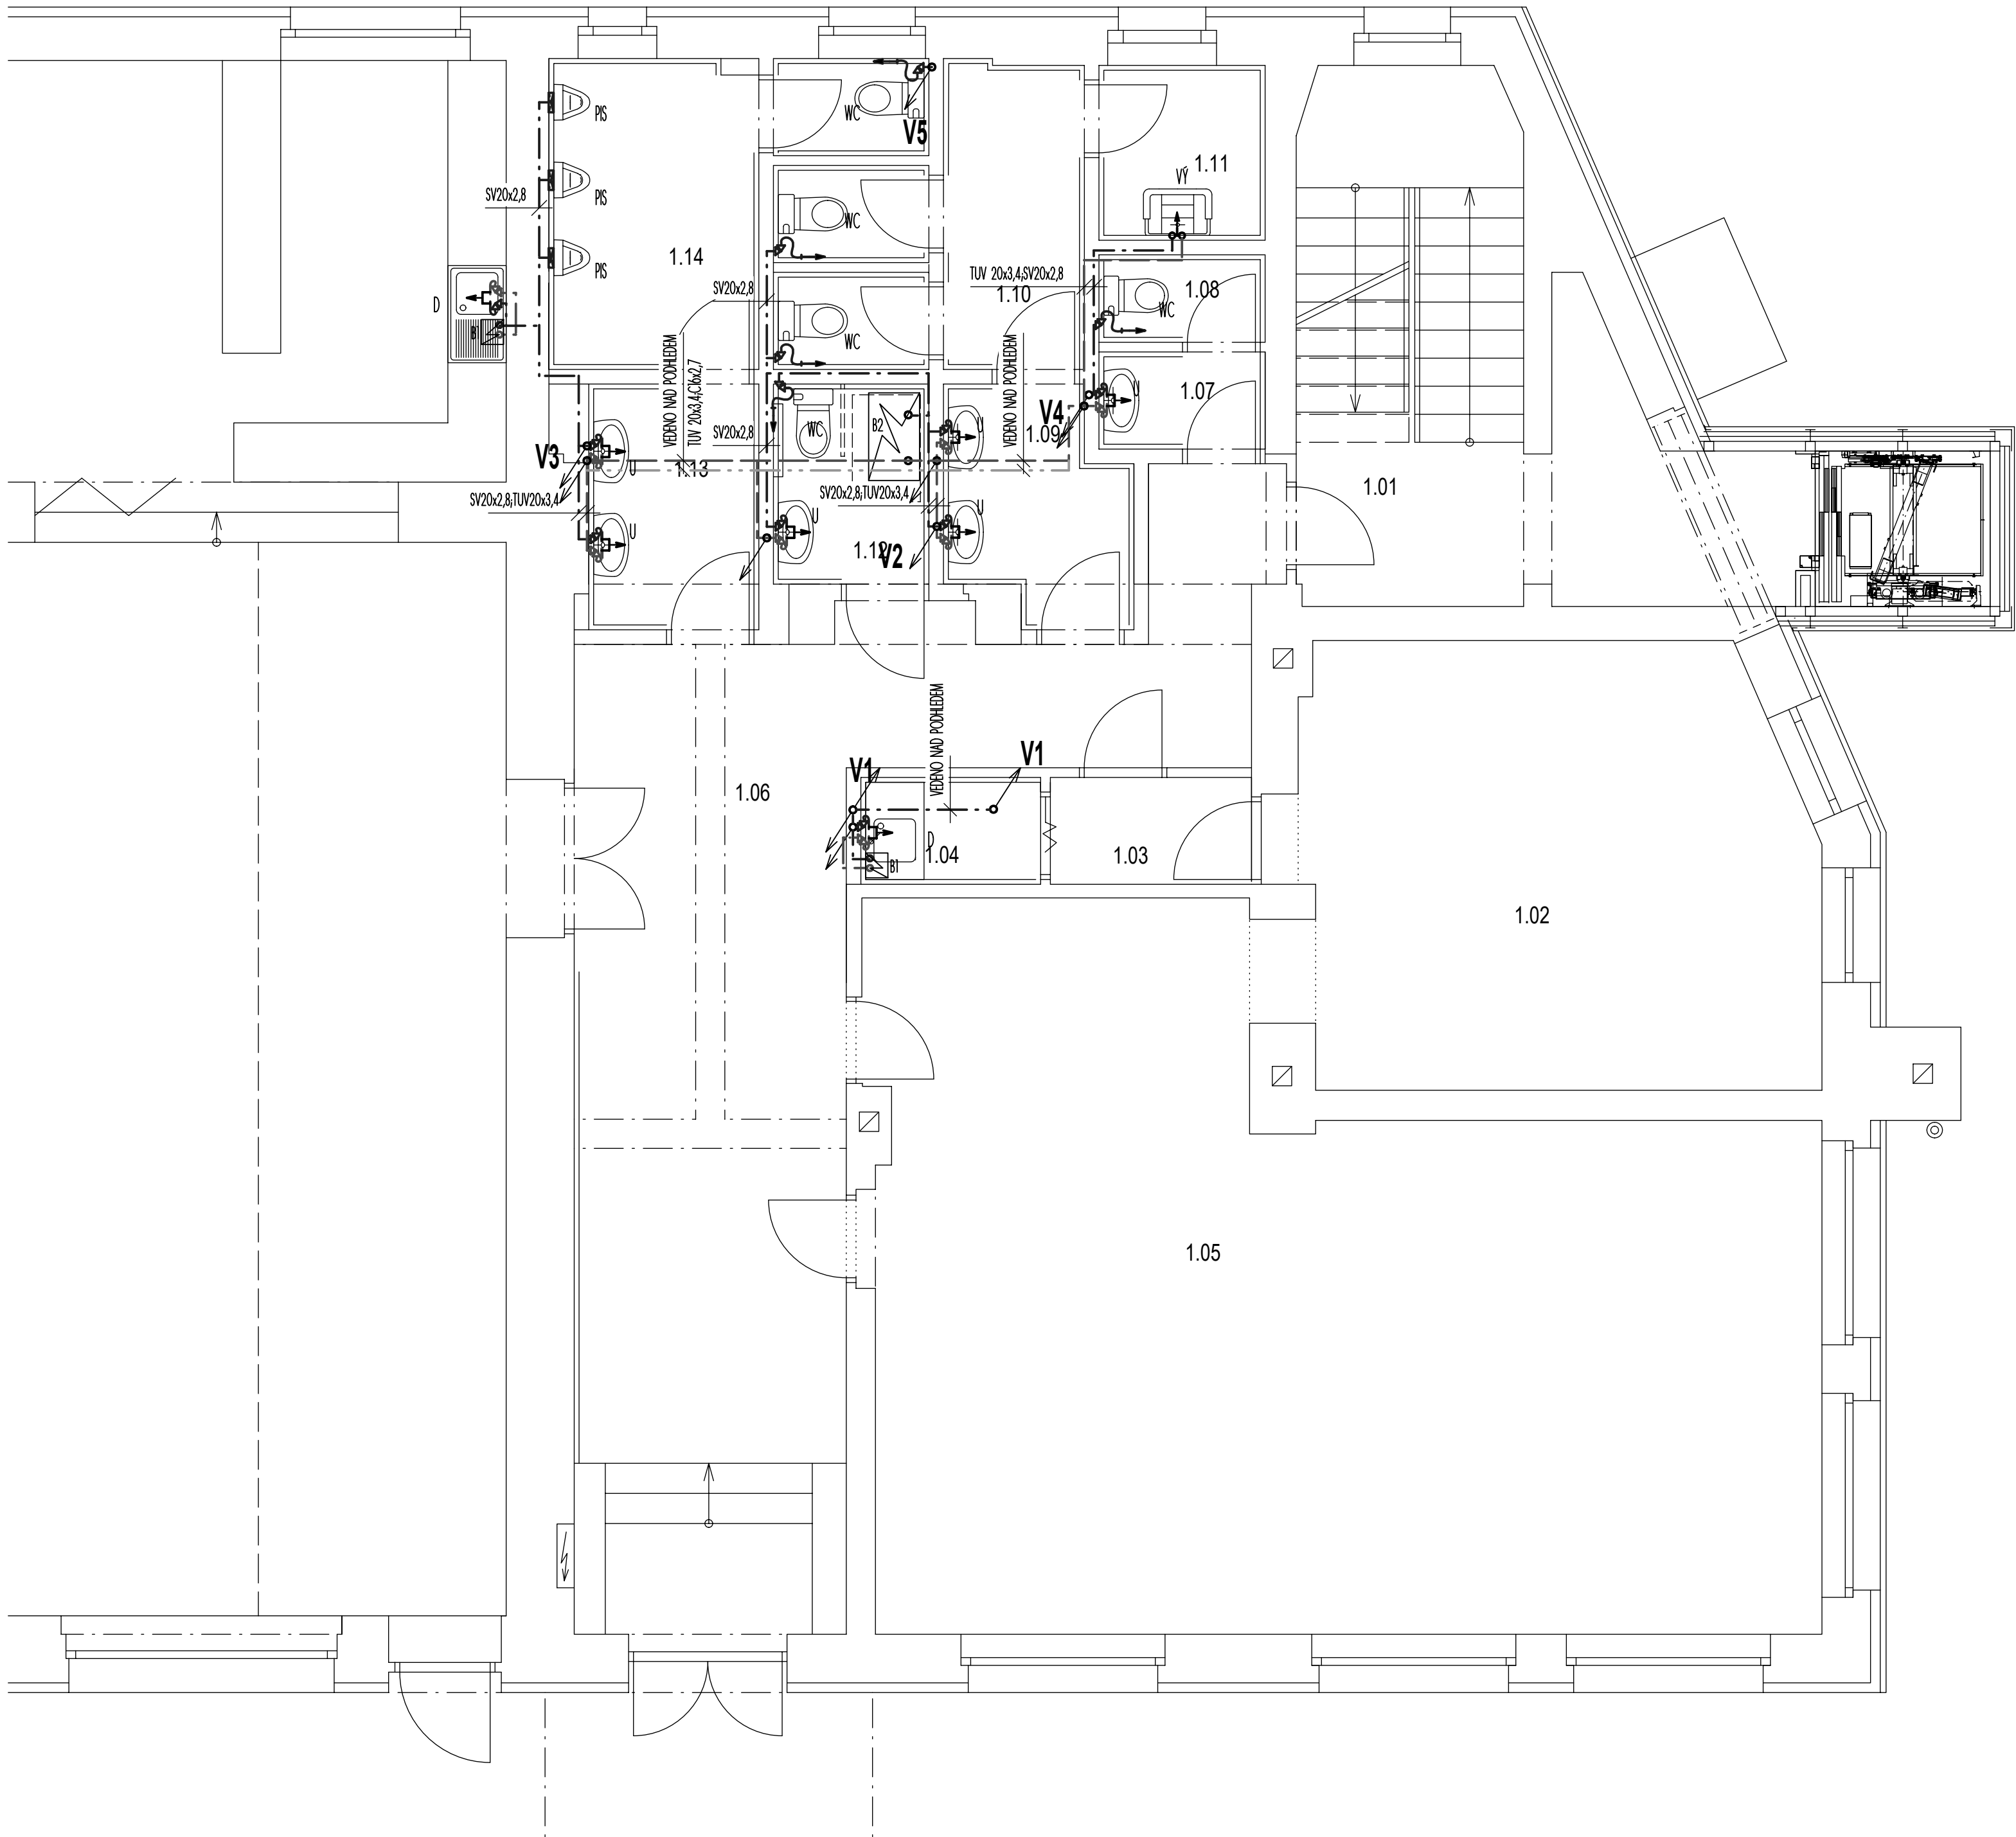 PIS
WC
V5
1.11
VÝ
SV20x2,8
PIS
WC
1.14
PIS
TUV 20x3,4;SV20x2,8
SV20x2,8
1.10
1.08
WC
D
B1
WC
VEDENO NAD PODHLEDEM
TUV 20x3,4;C16x2,7
VEDENO NAD PODHLEDEM
1.07
U
V4
1.09
SV20x2,8
WC
B2
U
V3
U
1.13
1.01
SV20x2,8;TUV20x3,4
SV20x2,8;TUV20x3,4
U
U
U
1.12
V2
VEDENO NAD PODHLEDEM
V1
V1
1.06
D
1.04
B1
1.03
1.02
1.05